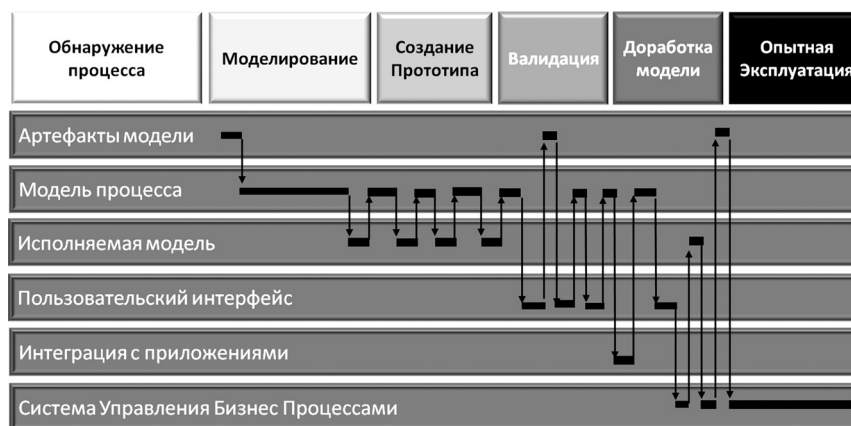 Обнаружение
процесса
Моделирование
Создание
Прототипа
Валидация
Доработка
модели
Опытная
Эксплуатация
Артефакты модели
Модель процесса
Исполняемая модель
Пользовательский интерфейс
Интеграция с приложениями
Система Управления Бизнес Процессами